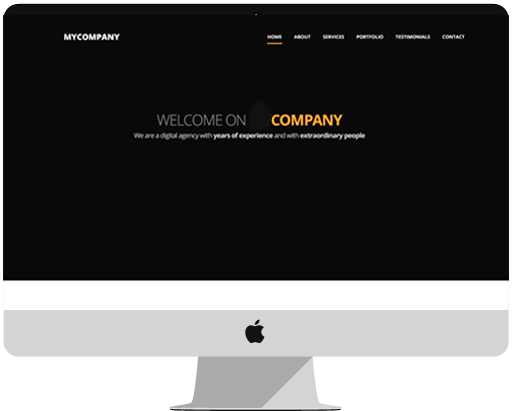 MYCOMPANY
HOME ABOUT SERVICES PORTFOLIO TESTIMONIALS CONTACT
WELCOME ON COMPANY
We are a digital agency with years of experience and with extraordinary people